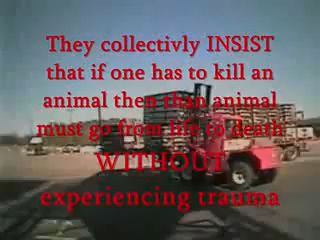 They collectivly INSIST
that if one has to kill an
animal then than animal
must go from life to death
WITHOUT
experiencing trauma